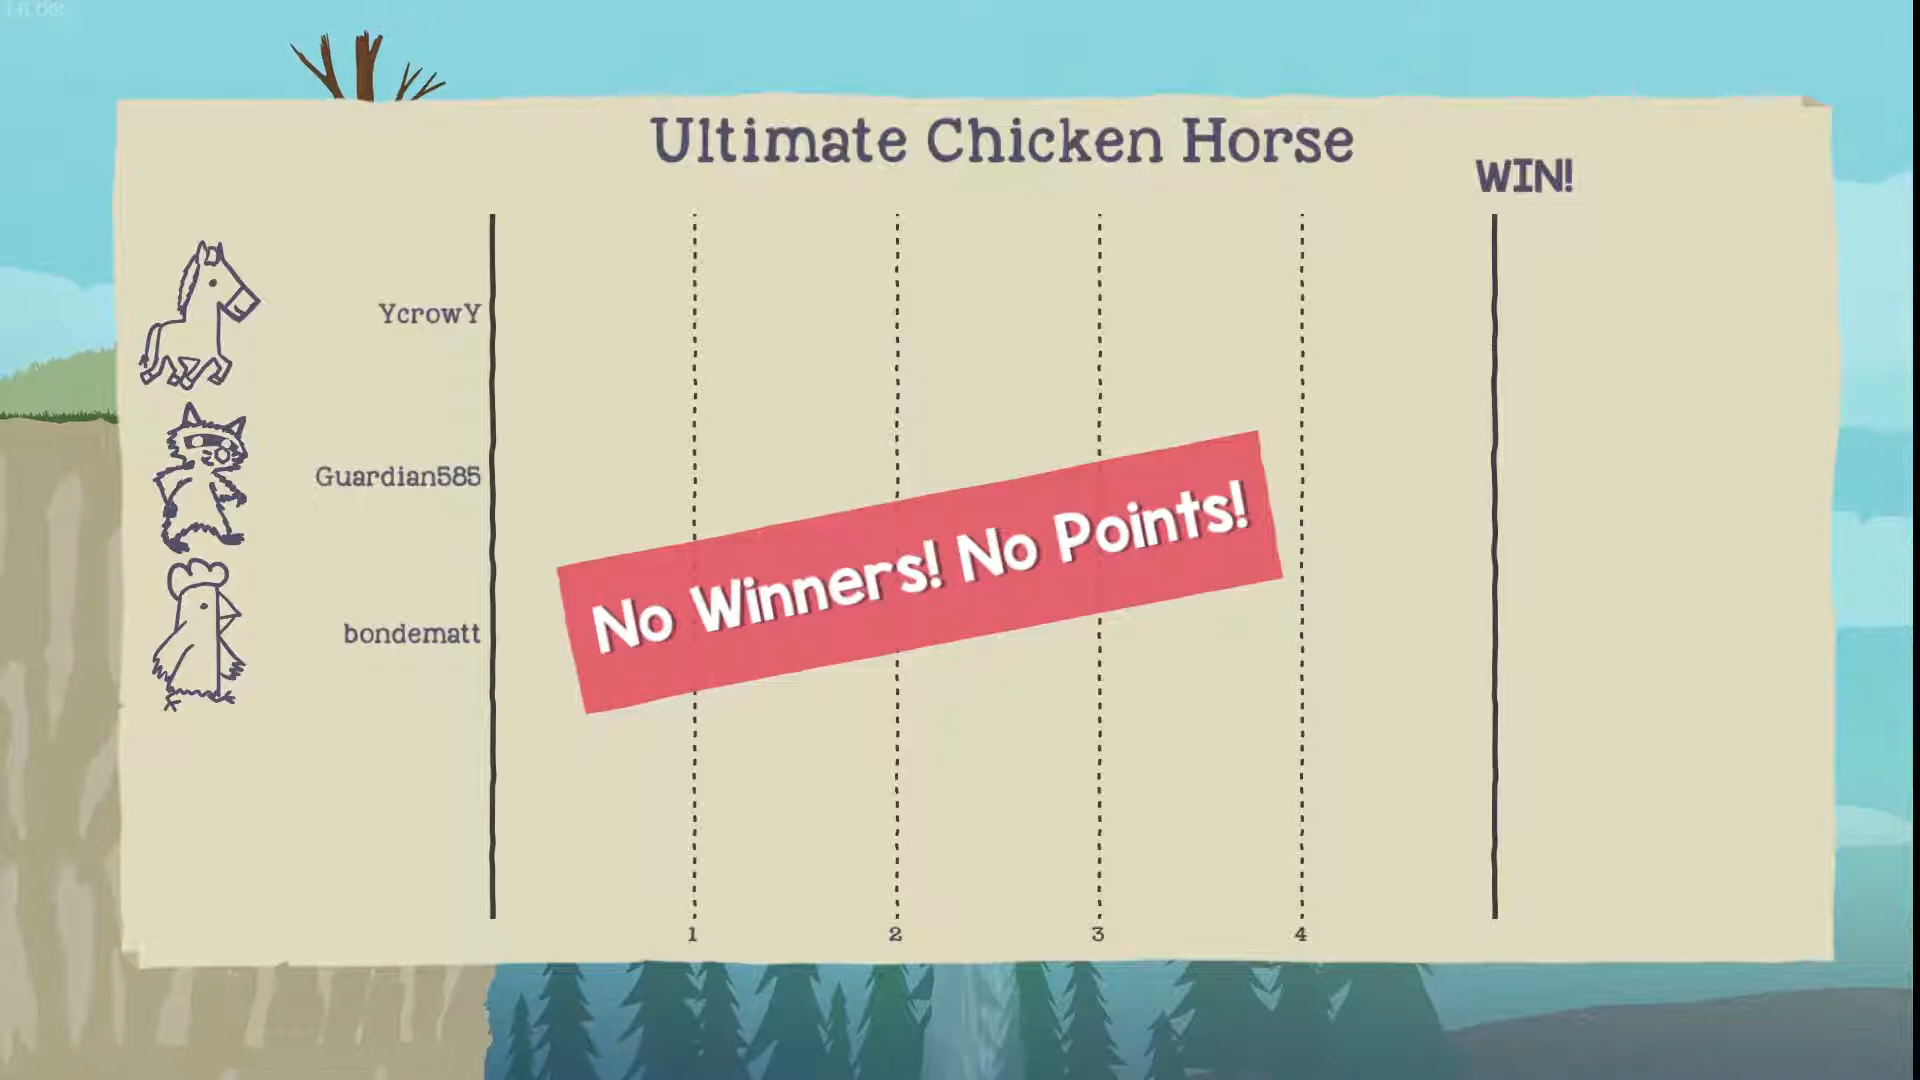 Ultimate Chicken Horse
WIN!
YcrowY
Guardian585
No Winners! No Points!
bondematt
1 2 3 4